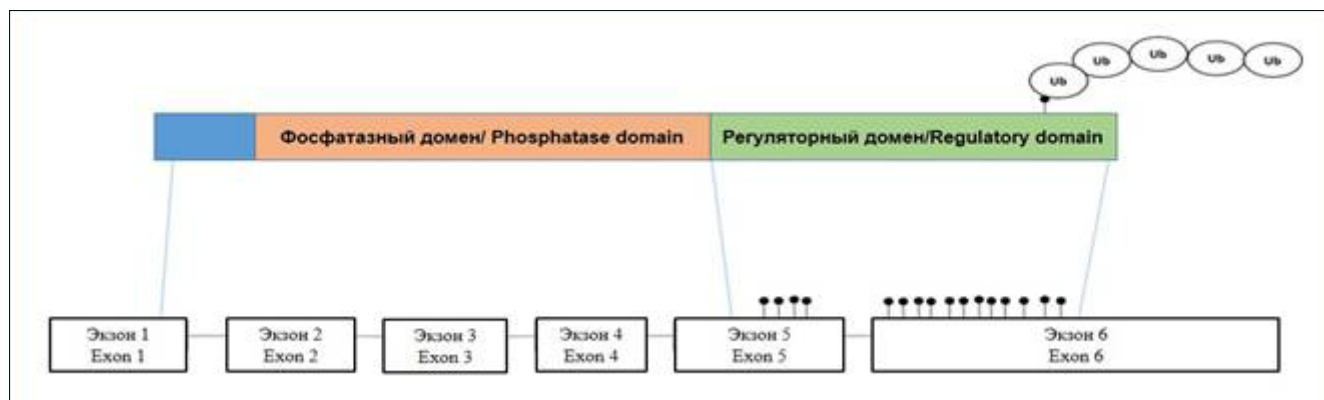 Ub Ub Ub Ub Ub
Фосфатазный домен/ Phosphatase domain
Регуляторный домен/Regulatory domain
Экзон 1
Exon 1
Экзон 2
Exon 2
Экзон 3
Exon 3
Экзон 4
Exon 4
Экзон 5
Exon 5
Экзон 6
Exon 6